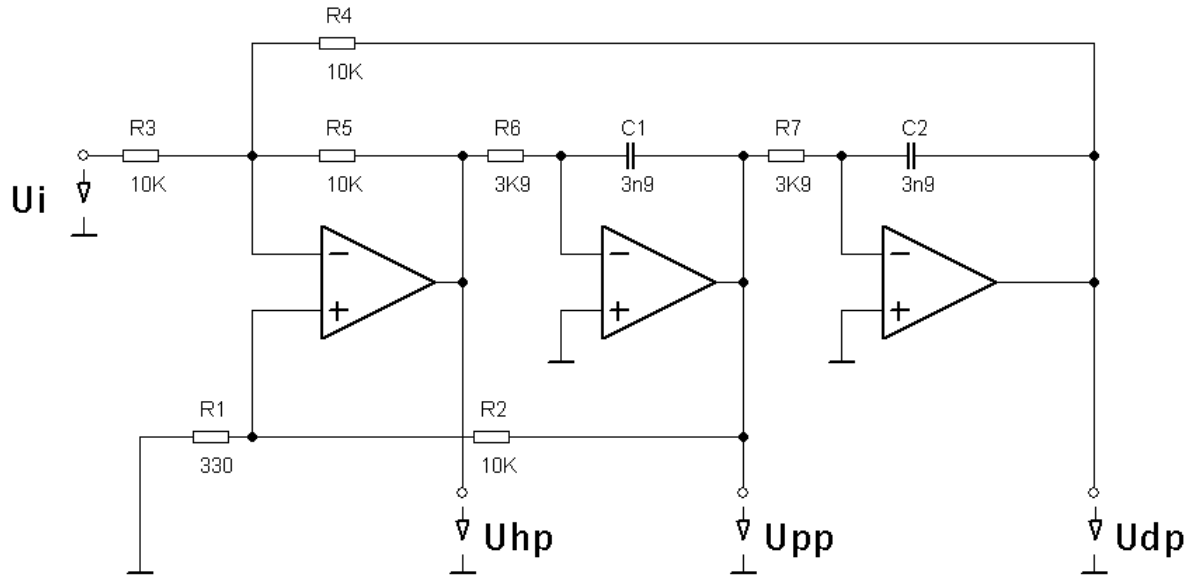 R4
10K
R3 R5 R6 C1 R7 C2
10K 10K 3K9 3n9 3K9 3n9
Ui
− − −
+ + +
R1 R2
330 10K
Uhp Upp Udp